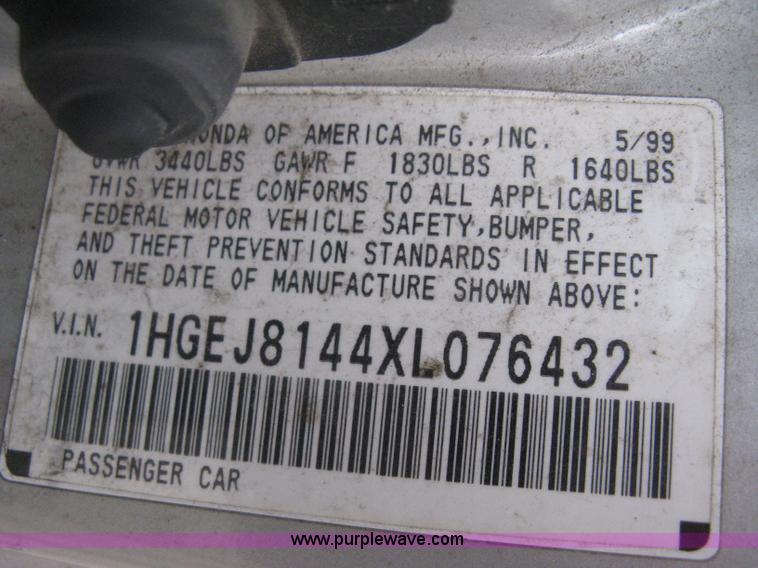 HONDA OF AMERICA MFG.,INC. 5/99
GVWR 3440LBS GAWR F 1830LBS R 1640LBS
THIS VEHICLE CONFORMS TO ALL APPLICABLE
FEDERAL MOTOR VEHICLE SAFETY,BUMPER,
AND THEFT PREVENTION STANDARDS IN EFFECT
ON THE DATE OF MANUFACTURE SHOWN ABOVE:
V.I.N. 1HGEJ8144XL076432
PASSENGER CAR
www.purplewave.com